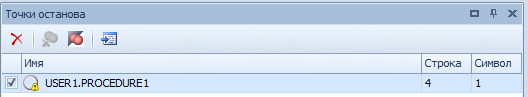 Точки останова
Имя Строка Символ
USER1.PROCEDURE1 4 1